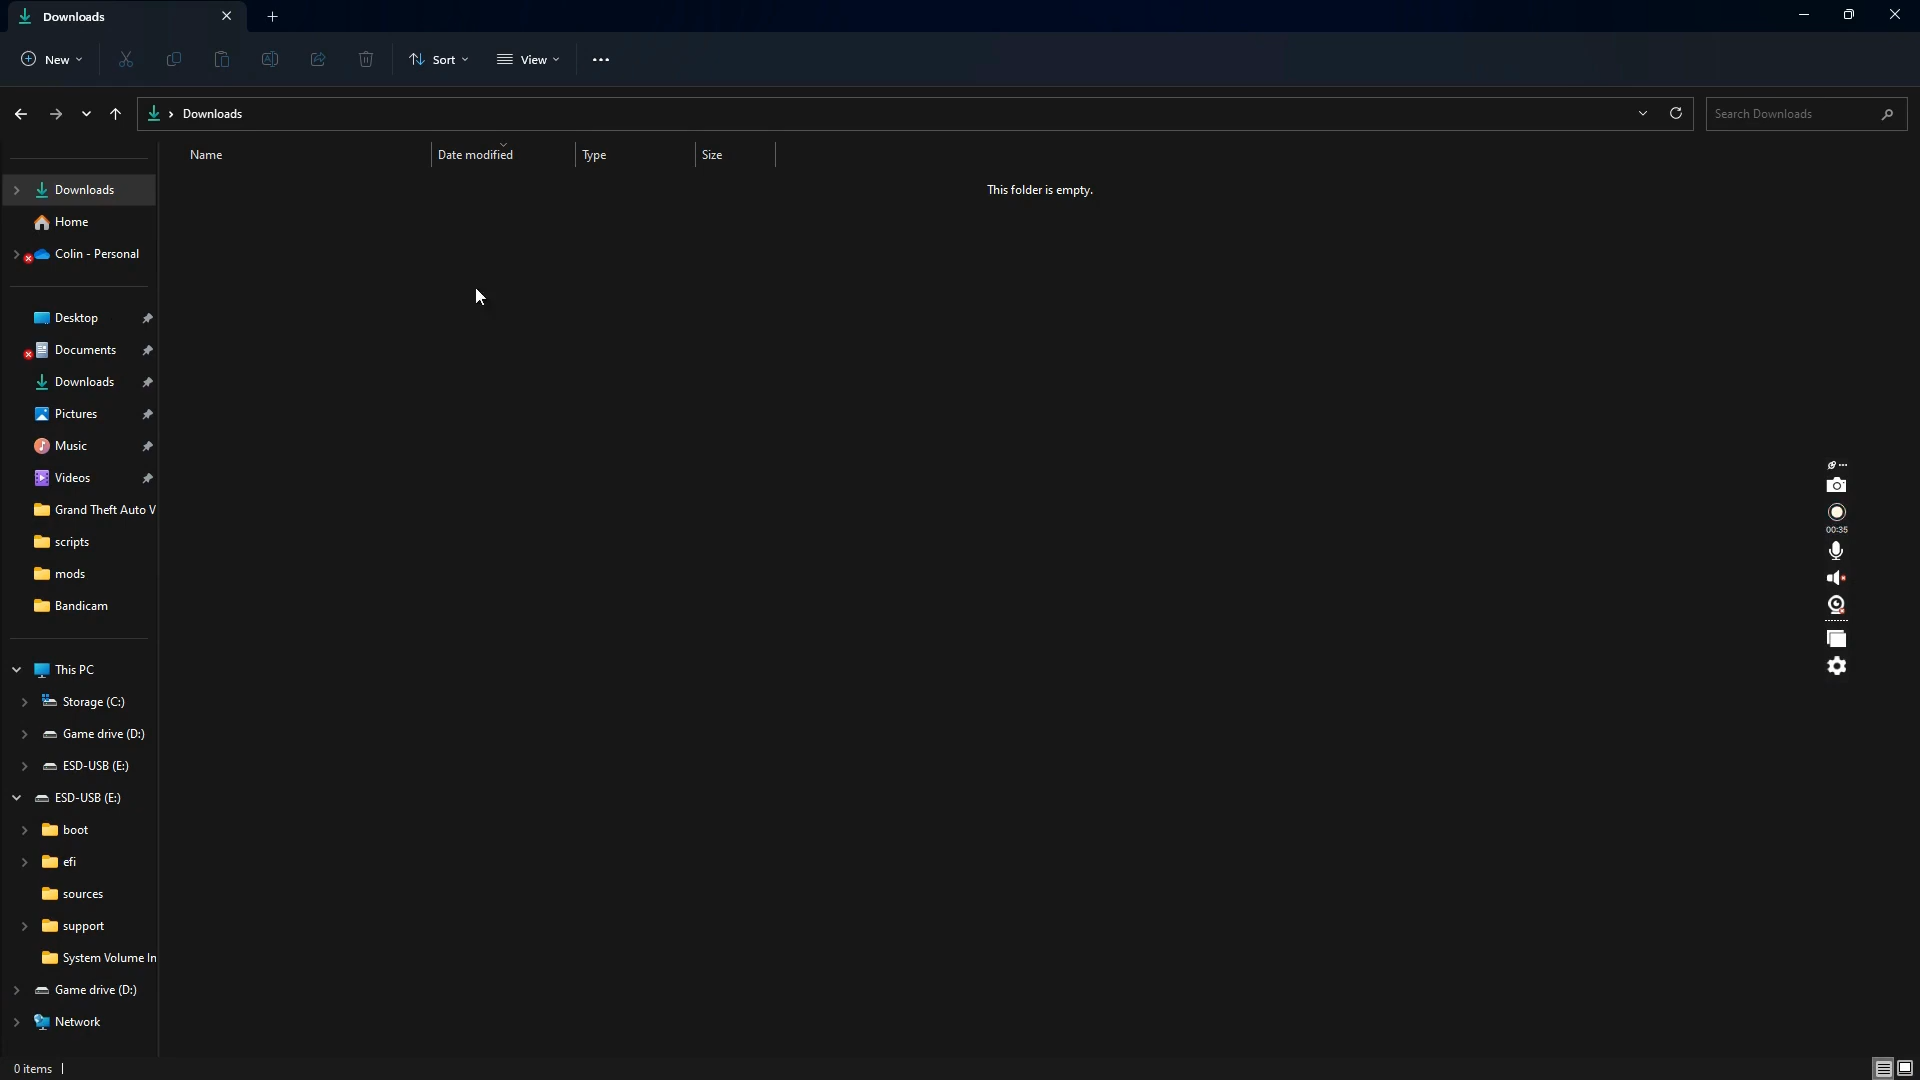 Downloads
New
Sort
View
Downloads
Search Downloads
Name
Date modified
Type
Size
This folder is empty.
Downloads
Home
Colin - Personal
Desktop
Documents
Downloads
Pictures
Music
Videos
Grand Theft Auto V
scripts
mods
Bandicam
00:35
This PC
Storage (C:)
Game drive (D:)
ESD-USB (E:)
ESD-USB (E:)
boot
efi
sources
support
System Volume In
Game drive (D:)
Network
0 items